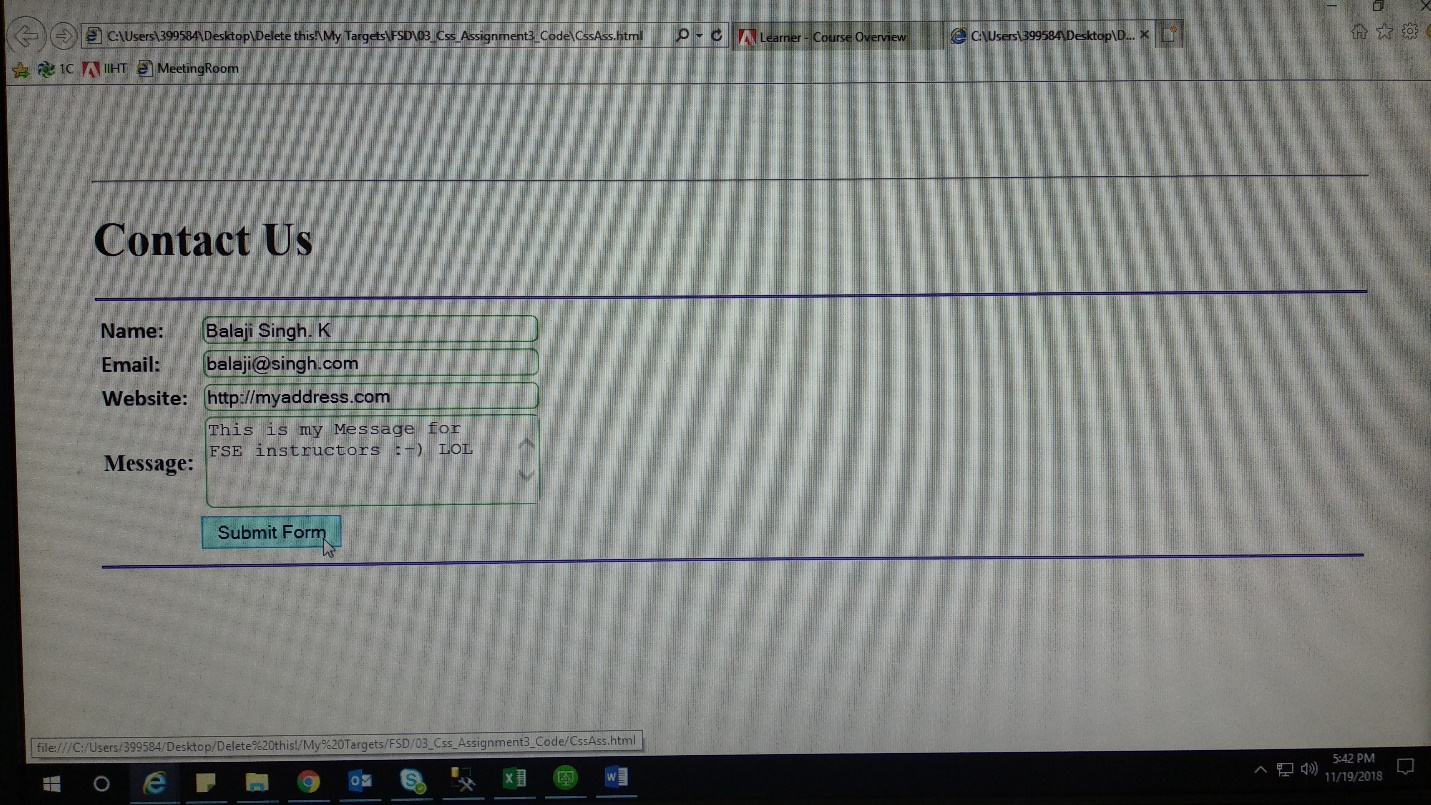 C:\Users\399584\Desktop\Delete this!\My Targets\FSD\03_Css_Assignment3_Code\CssAss.html
Learner - Course Overview
C:\Users\399584\Desktop\D...
1C
IIHT
MeetingRoom
Contact Us
Name: Balaji Singh. K
Email: balaji@singh.com
Website: http://myaddress.com
Message: This is my Message for
FSE instructors :-) LOL
Submit Form
file:///C:/Users/399584/Desktop/Delete%20this!/My%20Targets/FSD/03_Css_Assignment3_Code/CssAss.html
5:42 PM
11/19/2018